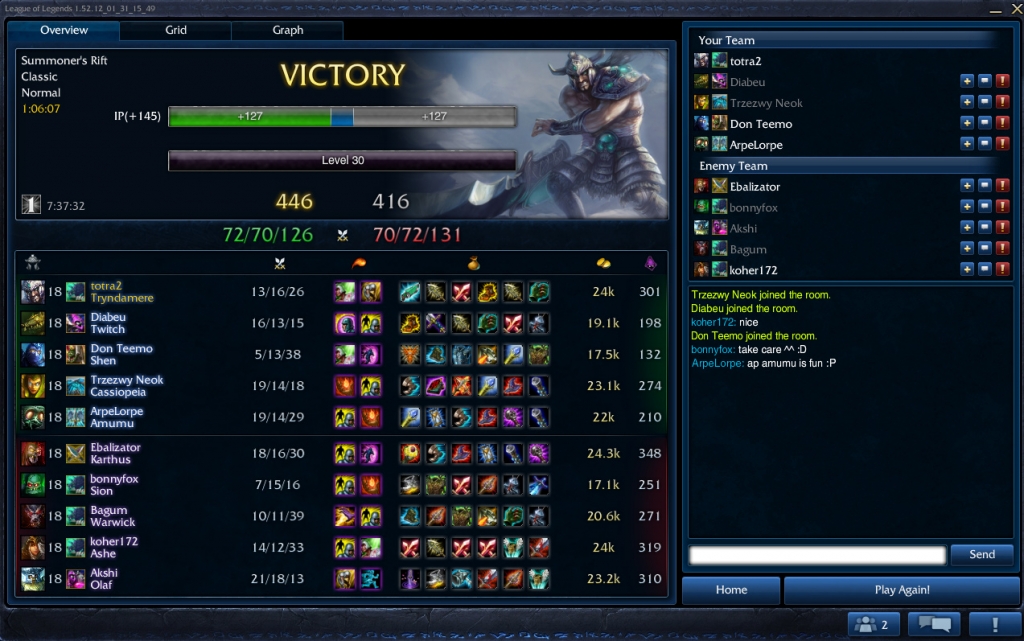 League of Legends 1.52.12_01_31_15_49
Overview
Grid
Graph
Summoner's Rift
Classic
Normal
1:06:07
VICTORY
IP(+145)
+127
+127
Level 30
1
7:37:32
446
416
72/70/126
70/72/131
18
totra2
Tryndamere
13/16/26
24k
301
18
Diabeu
Twitch
16/13/15
19.1k
198
18
Don Teemo
Shen
5/13/38
17.5k
132
18
Trzezwy Neok
Cassiopeia
19/14/18
23.1k
274
18
ArpeLorpe
Amumu
19/14/29
22k
210
18
Ebalizator
Karthus
18/16/30
24.3k
348
18
bonnyfox
Sion
7/15/16
17.1k
251
18
Bagum
Warwick
10/11/39
20.6k
271
18
koher172
Ashe
14/12/33
24k
319
18
Akshi
Olaf
21/18/13
23.2k
310
Your Team
totra2
Diabeu
Trzezwy Neok
Don Teemo
ArpeLorpe
Enemy Team
Ebalizator
bonnyfox
Akshi
Bagum
koher172
Trzezwy Neok joined the room.
Diabeu joined the room.
koher172: nice
Don Teemo joined the room.
bonnyfox: take care ^^ :D
ArpeLorpe: ap amumu is fun :P
Send
Home
Play Again!
2